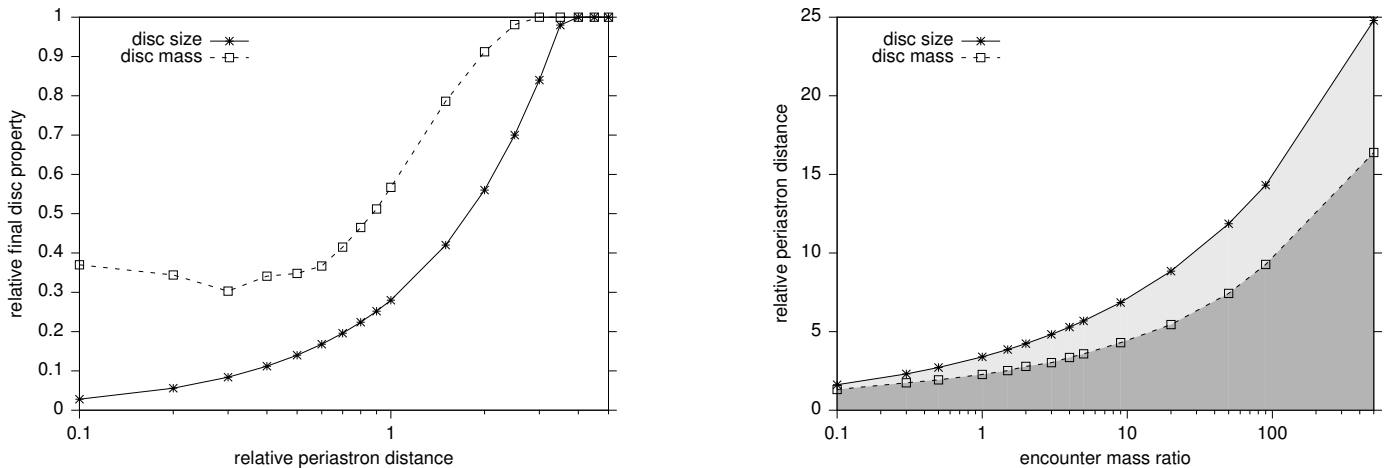 relative final disc property
1
0.9
0.8
0.7
0.6
0.5
0.4
0.3
0.2
0.1
0
disc size
disc mass
0.1 1
relative periastron distance
relative periastron distance
25
20
15
10
5
0
disc size
disc mass
0.1 1 10 100
encounter mass ratio